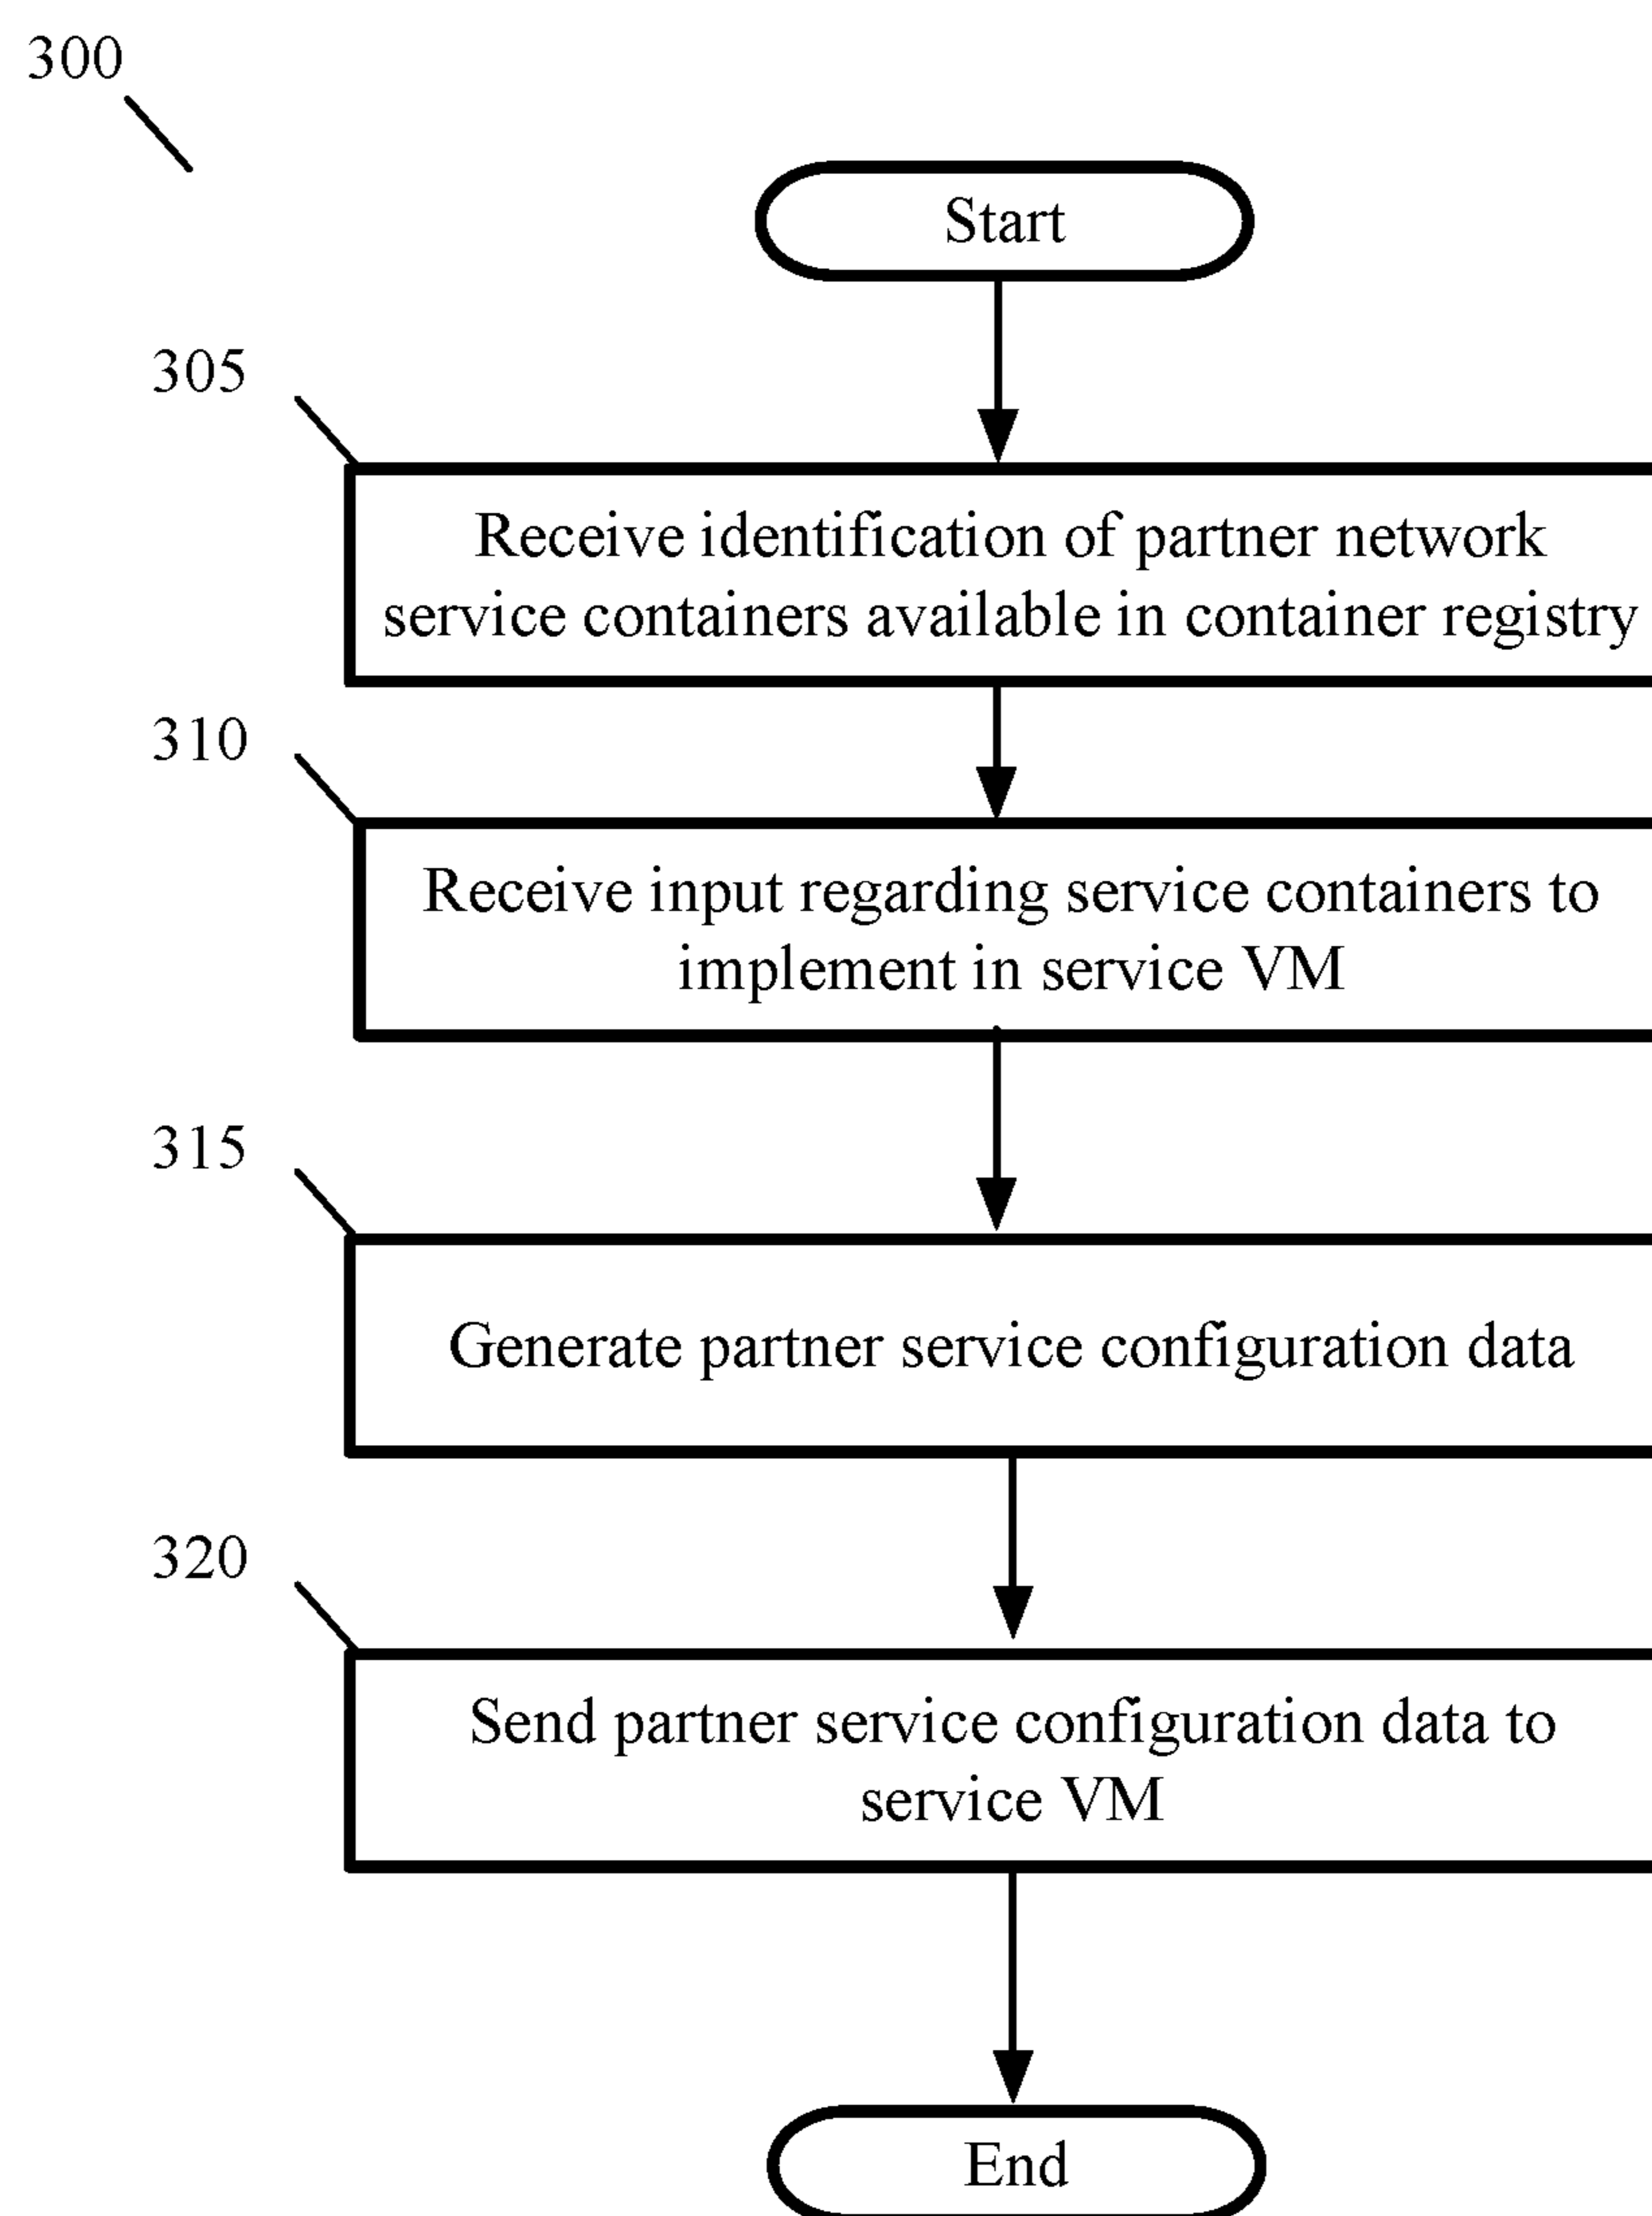 300
Start
305
Receive identification of partner network
service containers available in container registry
310
Receive input regarding service containers to
implement in service VM
315
Generate partner service configuration data
320
Send partner service configuration data to
service VM
End